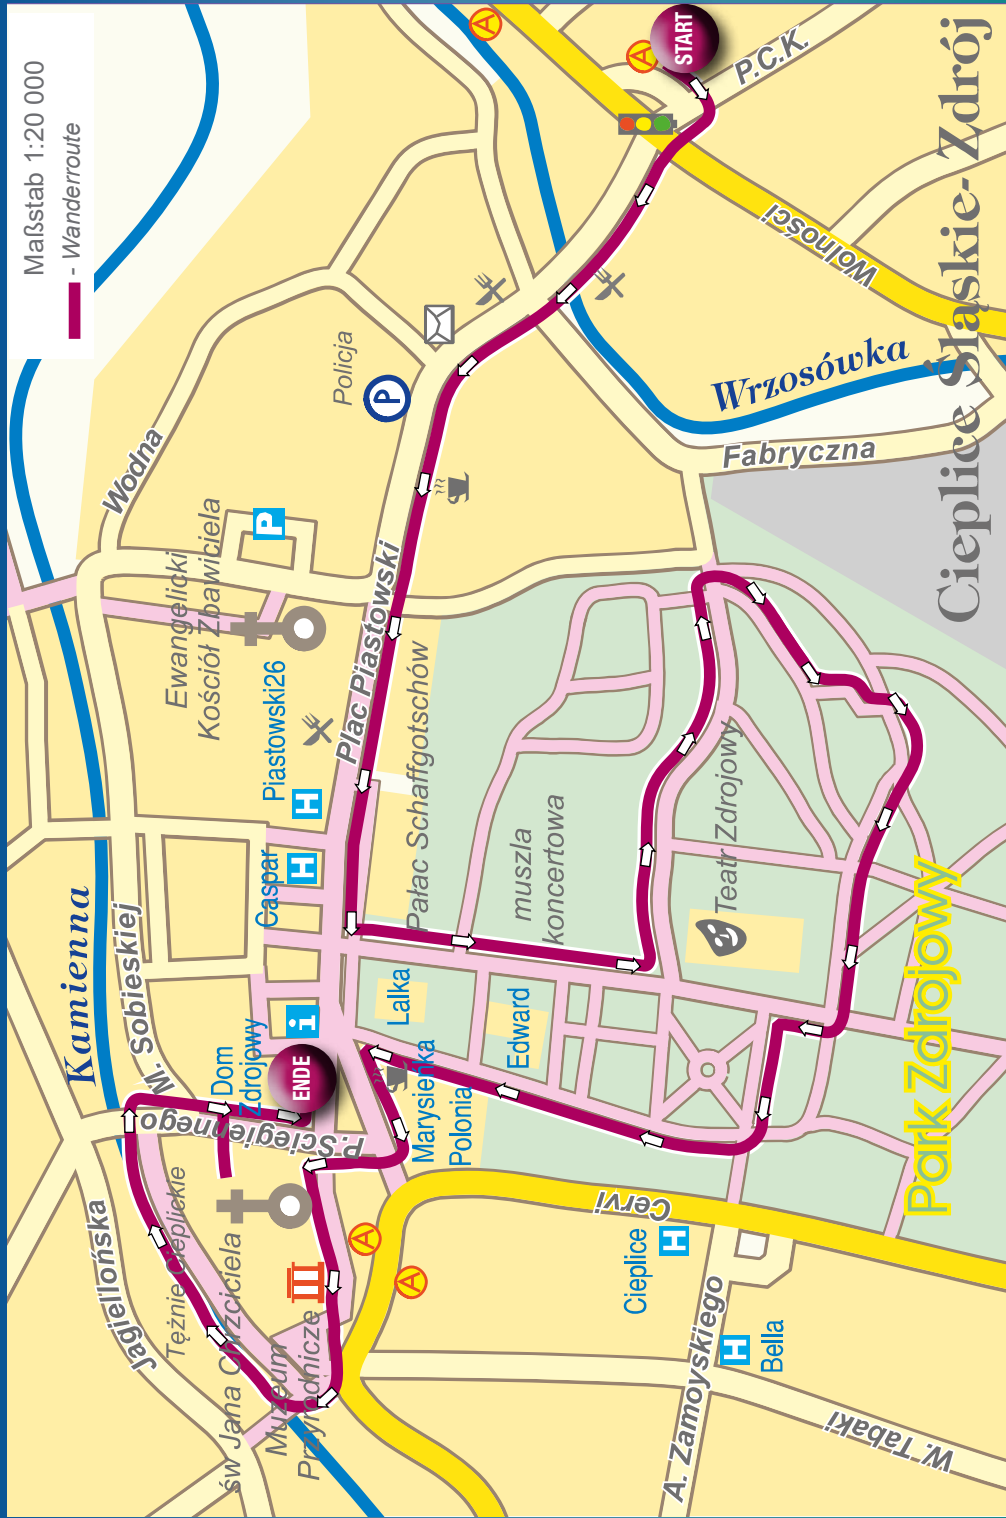 Maßstab 1:20 000
- Wanderroute
START
P.C.K.
Wolności
Cieplice Śląskie-Zdrój
Wrzosówka
Fabryczna
Policja
P
Wodna
P
Ewangelicki
Kościół Zbawiciela
Plac Piastowski
Piastowski26
H
Caspar
H
Pałac Schaffgotschów
muszla
koncertowa
Teatr Zdrojowy
Park Zdrojowy
Kamienna
M. Sobieskiej
Dom
Zdrojowy
i
ENDE
P.Ściegiennego
Lalka
Edward
Marysieńka
Polonia
Jagiellońska
Tężnie Cieplickie
św Jana Chrzciciela
Muzeum
Przyrodnicze
Cervi
Cieplice
H
A. Zamoyskiego
H
Bella
W. Tabaki
A
A
A
A